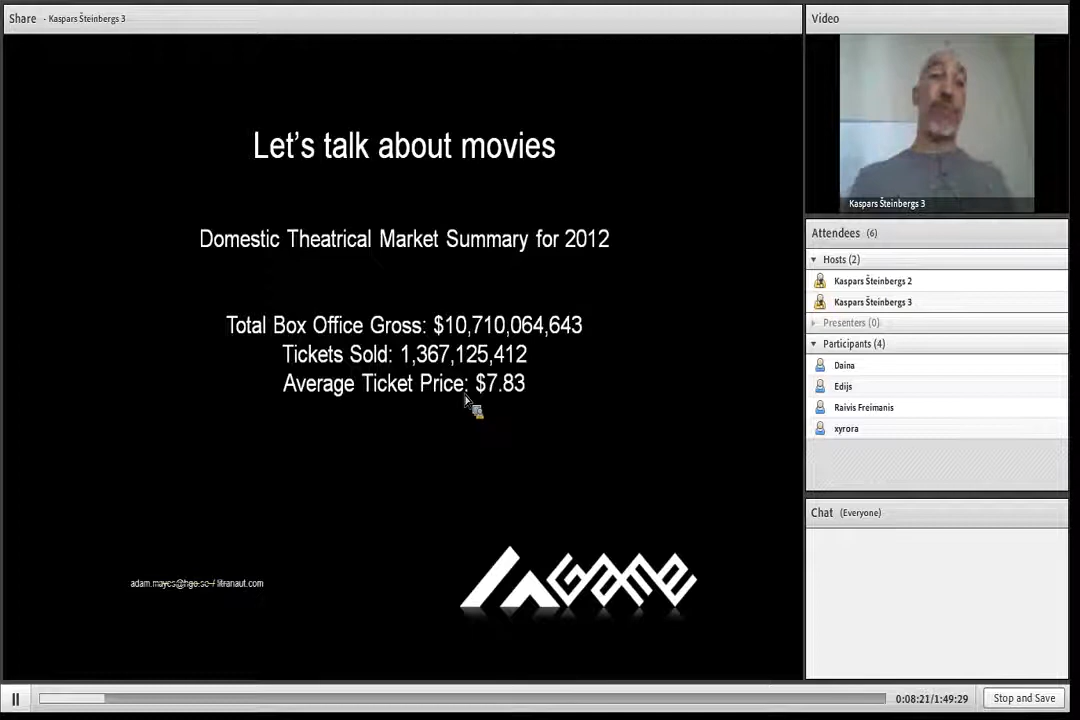 Share - Kaspars Šteinbergs 3
Let's talk about movies
Domestic Theatrical Market Summary for 2012
Total Box Office Gross: $10,710,064,643
Tickets Sold: 1,367,125,412
Average Ticket Price: $7.83
GAME
0:08:21/1:49:29
Stop and Save
Video
Kaspars Šteinbergs 3
Attendees (6)
Hosts (2)
Kaspars Šteinbergs 2
Kaspars Šteinbergs 3
Presenters (0)
Participants (4)
Daina
Edijs
Raivis Freimanis
xyrora
Chat (Everyone)